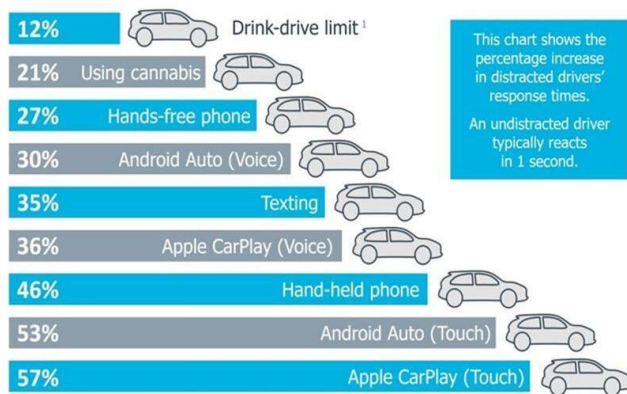 12% Drink-drive limit¹
21% Using cannabis
27% Hands-free phone
30% Android Auto (Voice)
35% Texting
36% Apple CarPlay (Voice)
46% Hand-held phone
53% Android Auto (Touch)
57% Apple CarPlay (Touch)
This chart shows the
percentage increase
in distracted drivers'
response times.
An undistracted driver
typically reacts
in 1 second.